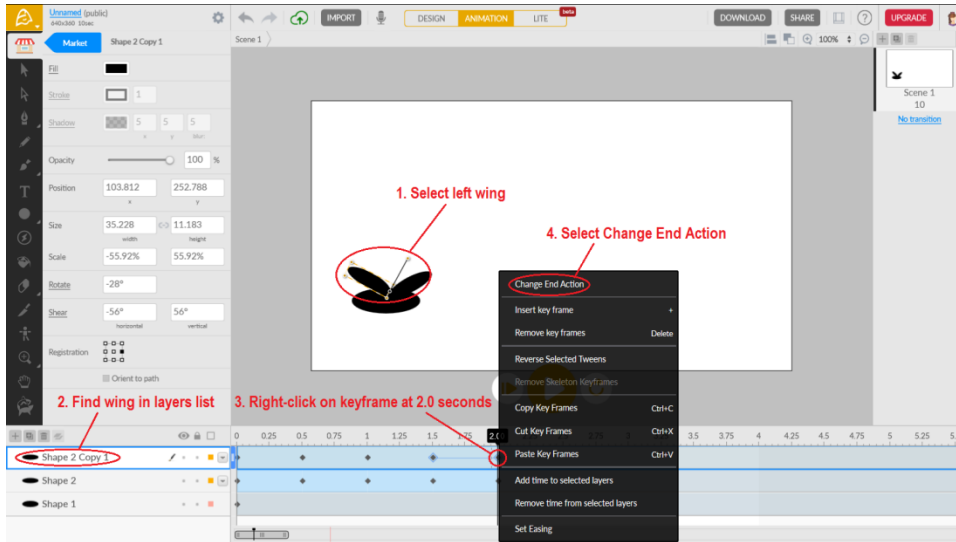 Unnamed (public)
640x360 10sec
IMPORT
DESIGN
ANIMATION
LITE
beta
DOWNLOAD
SHARE
?
UPGRADE
Market
Shape 2 Copy 1
Scene 1
100%
Fill
Stroke
1
Shadow
5
5
5
x
y
blur
Opacity
100 %
Position
103.812
252.788
x
y
Size
35.228
11.183
width
height
Scale
-55.92%
55.92%
Rotate
-28°
Shear
-56°
56°
horizontal
vertical
Registration
Orient to path
Scene 1
10
No transition
1. Select left wing
4. Select Change End Action
2. Find wing in layers list
3. Right-click on keyframe at 2.0 seconds
Change End Action
Insert key frame +
Remove key frames Delete
Reverse Selected Tweens
Remove Skeleton Keyframes
Copy Key Frames Ctrl+C
Cut Key Frames Ctrl+X
Paste Key Frames Ctrl+V
Add time to selected layers
Remove time from selected layers
Set Easing
0 0.25 0.5 0.75 1 1.25 1.5 1.75 3.5 3.75 4 4.25 4.5 4.75 5 5.25
Shape 2 Copy 1
Shape 2
Shape 1